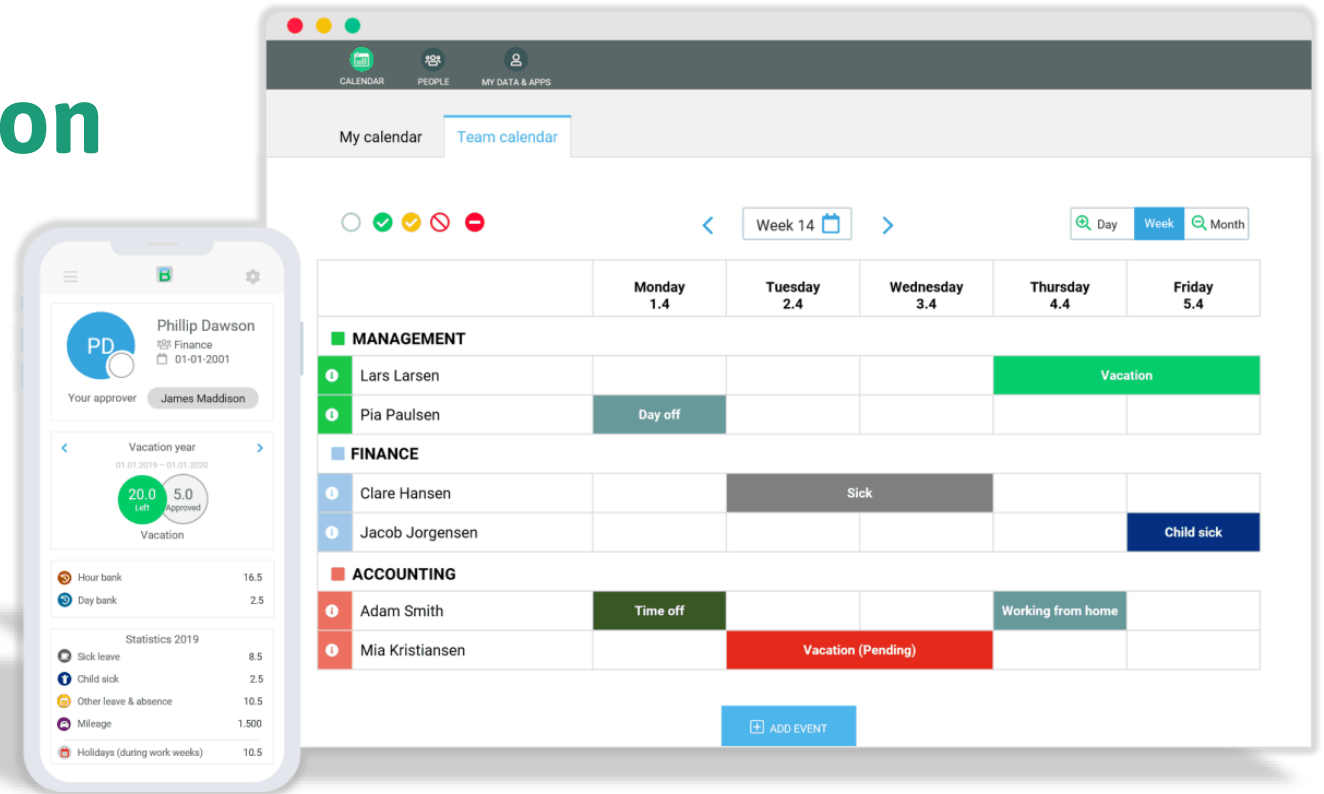 on
CALENDAR PEOPLE MY DATA & APPS
My calendar Team calendar
Week 14
Day Week Month
Monday Tuesday Wednesday Thursday Friday
1.4 2.4 3.4 4.4 5.4
MANAGEMENT
Lars Larsen Vacation
Pia Paulsen Day off
FINANCE
Clare Hansen Sick
Jacob Jorgensen Child sick
ACCOUNTING
Adam Smith Time off Working from home
Mia Kristiansen Vacation (Pending)
ADD EVENT
B
PD
Phillip Dawson
Finance
01-01-2001
Your approver James Maddison
Vacation year
01.01.2019 – 01.01.2020
20.0 5.0
Left Approved
Vacation
Hour bank 16.5
Day bank 2.5
Statistics 2019
Sick leave 8.5
Child sick 2.5
Other leave & absence 10.5
Mileage 1.500
Holidays (during work weeks) 10.5